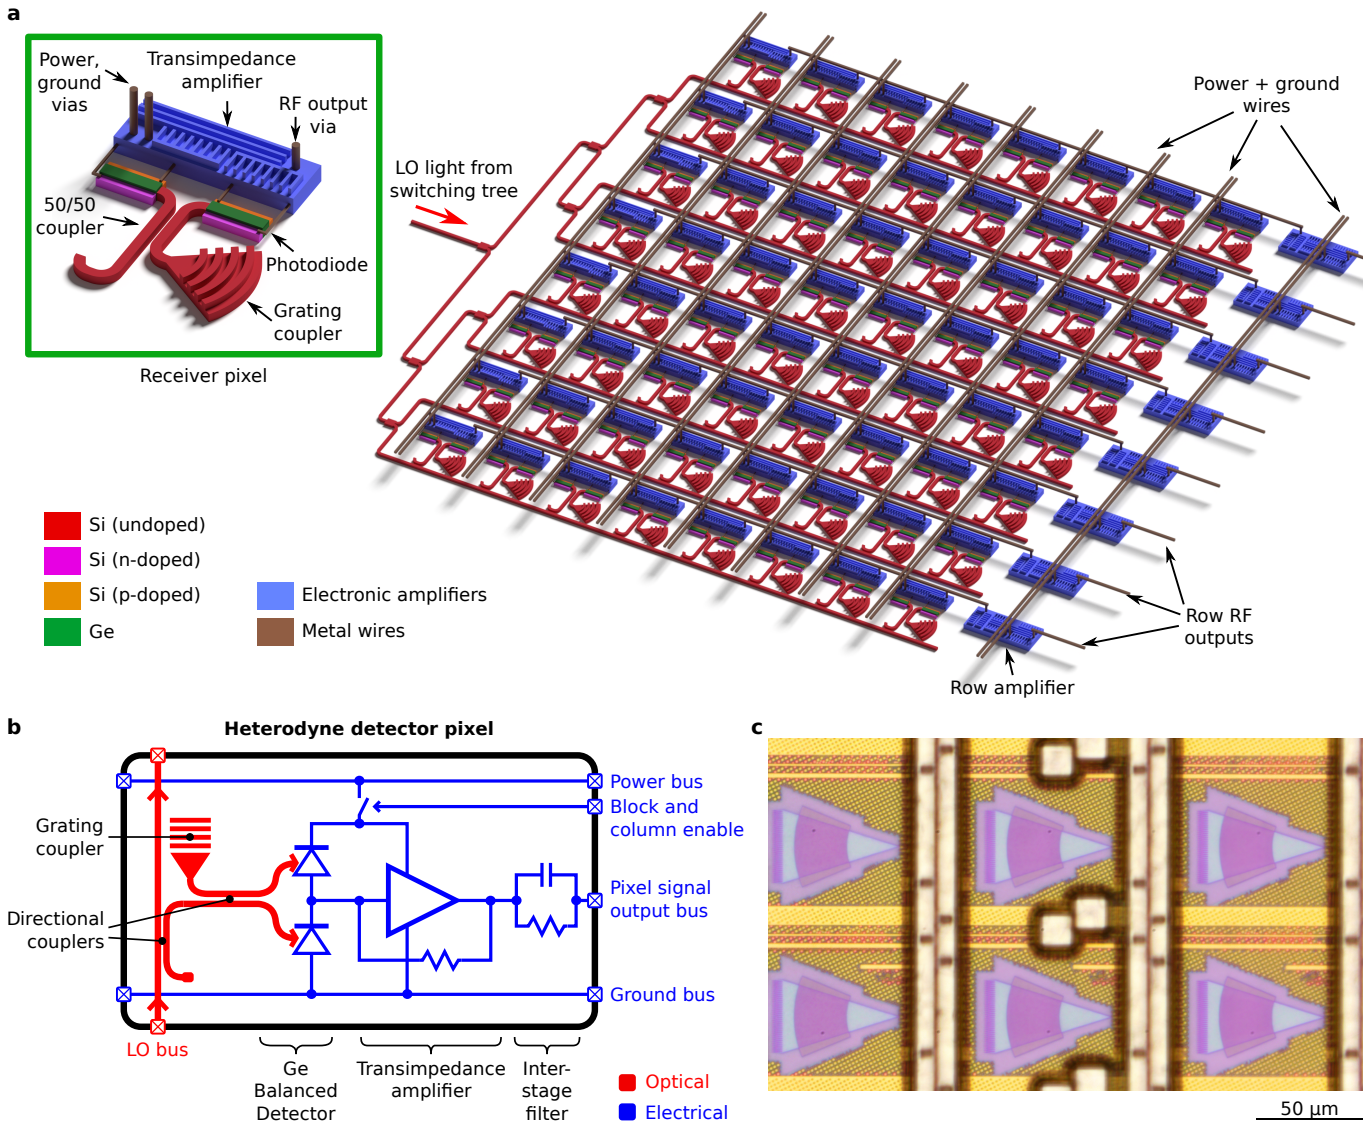 a
Power,
ground
vias
Transimpedance
amplifier
RF output
via
50/50
coupler
Photodiode
Grating
coupler
Receiver pixel
LO light from
switching tree
Power + ground
wires
Row RF
outputs
Row amplifier
Si (undoped)
Si (n-doped)
Si (p-doped)
Ge
Electronic amplifiers
Metal wires
b
Heterodyne detector pixel
Grating
coupler
Directional
couplers
LO bus
Power bus
Block and
column enable
Pixel signal
output bus
Ground bus
Ge
Balanced
Detector
Transimpedance
amplifier
Inter-
stage
filter
Optical
Electrical
c
50 µm